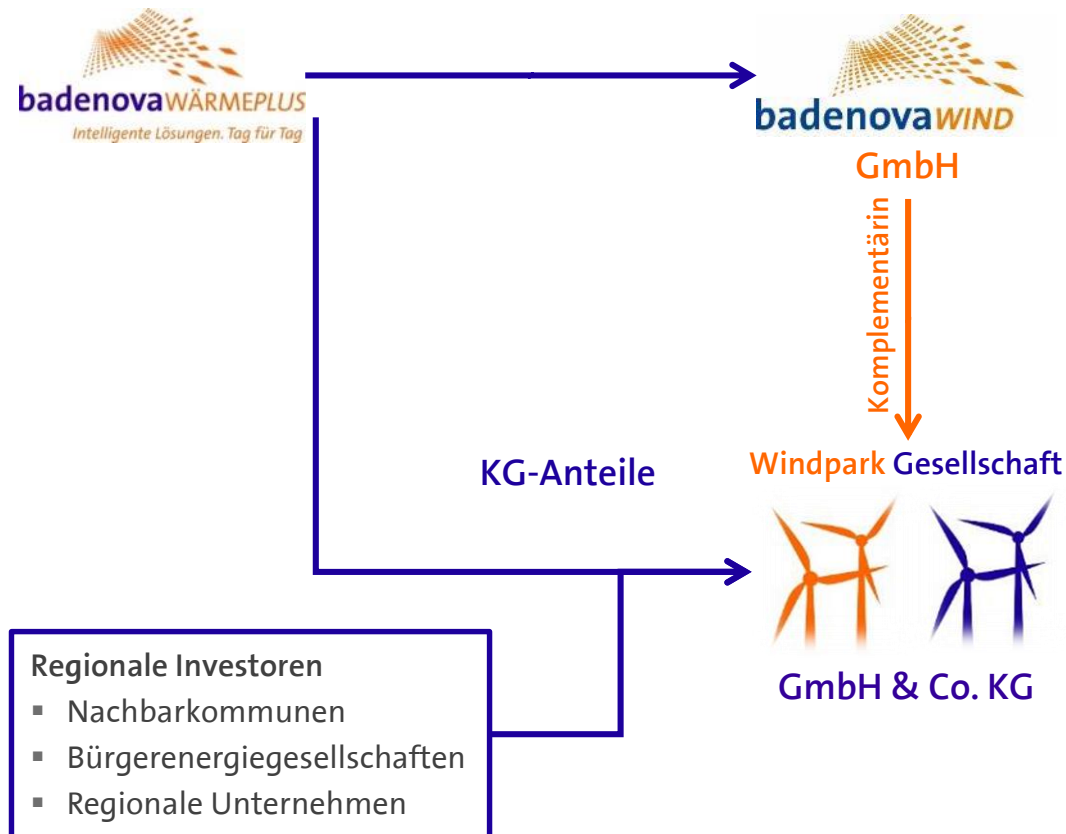 badenovaWÄRMEPLUS
Intelligente Lösungen. Tag für Tag
badenovaWIND
GmbH
Komplementärin
KG-Anteile
Windpark Gesellschaft
GmbH & Co. KG
Regionale Investoren
▪ Nachbarkommunen
▪ Bürgerenergiegesellschaften
▪ Regionale Unternehmen